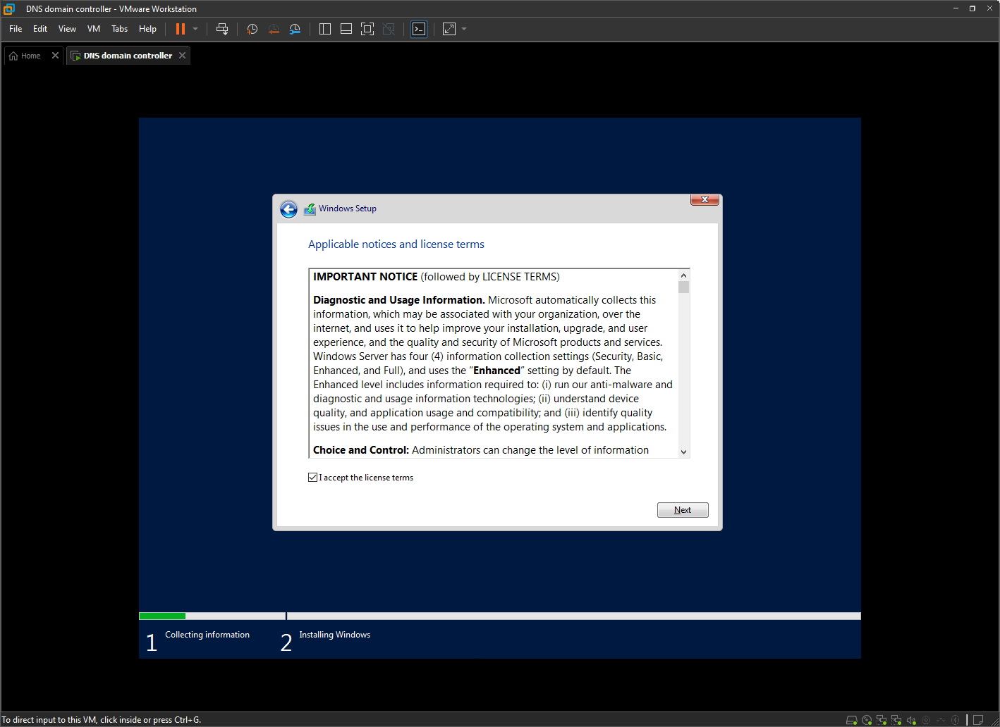 DNS domain controller - VMware Workstation
File Edit View VM Tabs Help
Home DNS domain controller
Windows Setup
Applicable notices and license terms
IMPORTANT NOTICE (followed by LICENSE TERMS)
Diagnostic and Usage Information. Microsoft automatically collects this
information, which may be associated with your organization, over the
internet, and uses it to help improve your installation, upgrade, and user
experience, and the quality and security of Microsoft products and services.
Windows Server has four (4) information collection settings (Security, Basic,
Enhanced, and Full), and uses the “Enhanced” setting by default. The
Enhanced level includes information required to: (i) run our anti-malware and
diagnostic and usage information technologies; (ii) understand device
quality, and application usage and compatibility; and (iii) identify quality
issues in the use and performance of the operating system and applications.
Choice and Control: Administrators can change the level of information
I accept the license terms
Next
1 Collecting information 2 Installing Windows
To direct input to this VM, click inside or press Ctrl+G.